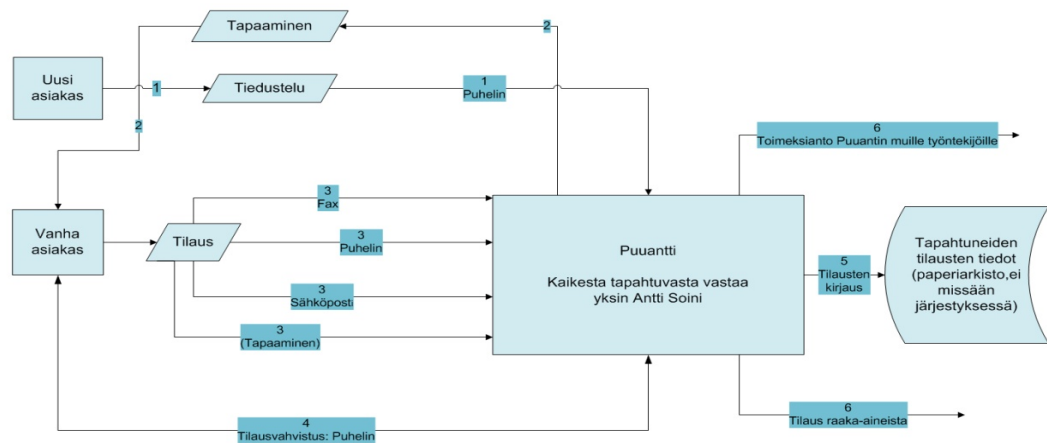 Tapaaminen
2
Uusi
asiakas
1
Tiedustelu
1
Puhelin
2
6
Toimeksianto Puuantin muille työntekijöille
Vanha
asiakas
Tilaus
3
Fax
3
Puhelin
3
Sähköposti
3
(Tapaaminen)
Puuantti
Kaikesta tapahtuvasta vastaa
yksin Antti Soini
5
Tilausten
kirjaus
Tapahtuneiden
tilausten tiedot
(paperiarkisto,ei
missään
järjestyksessä)
4
Tilausvahvistus: Puhelin
6
Tilaus raaka-aineista